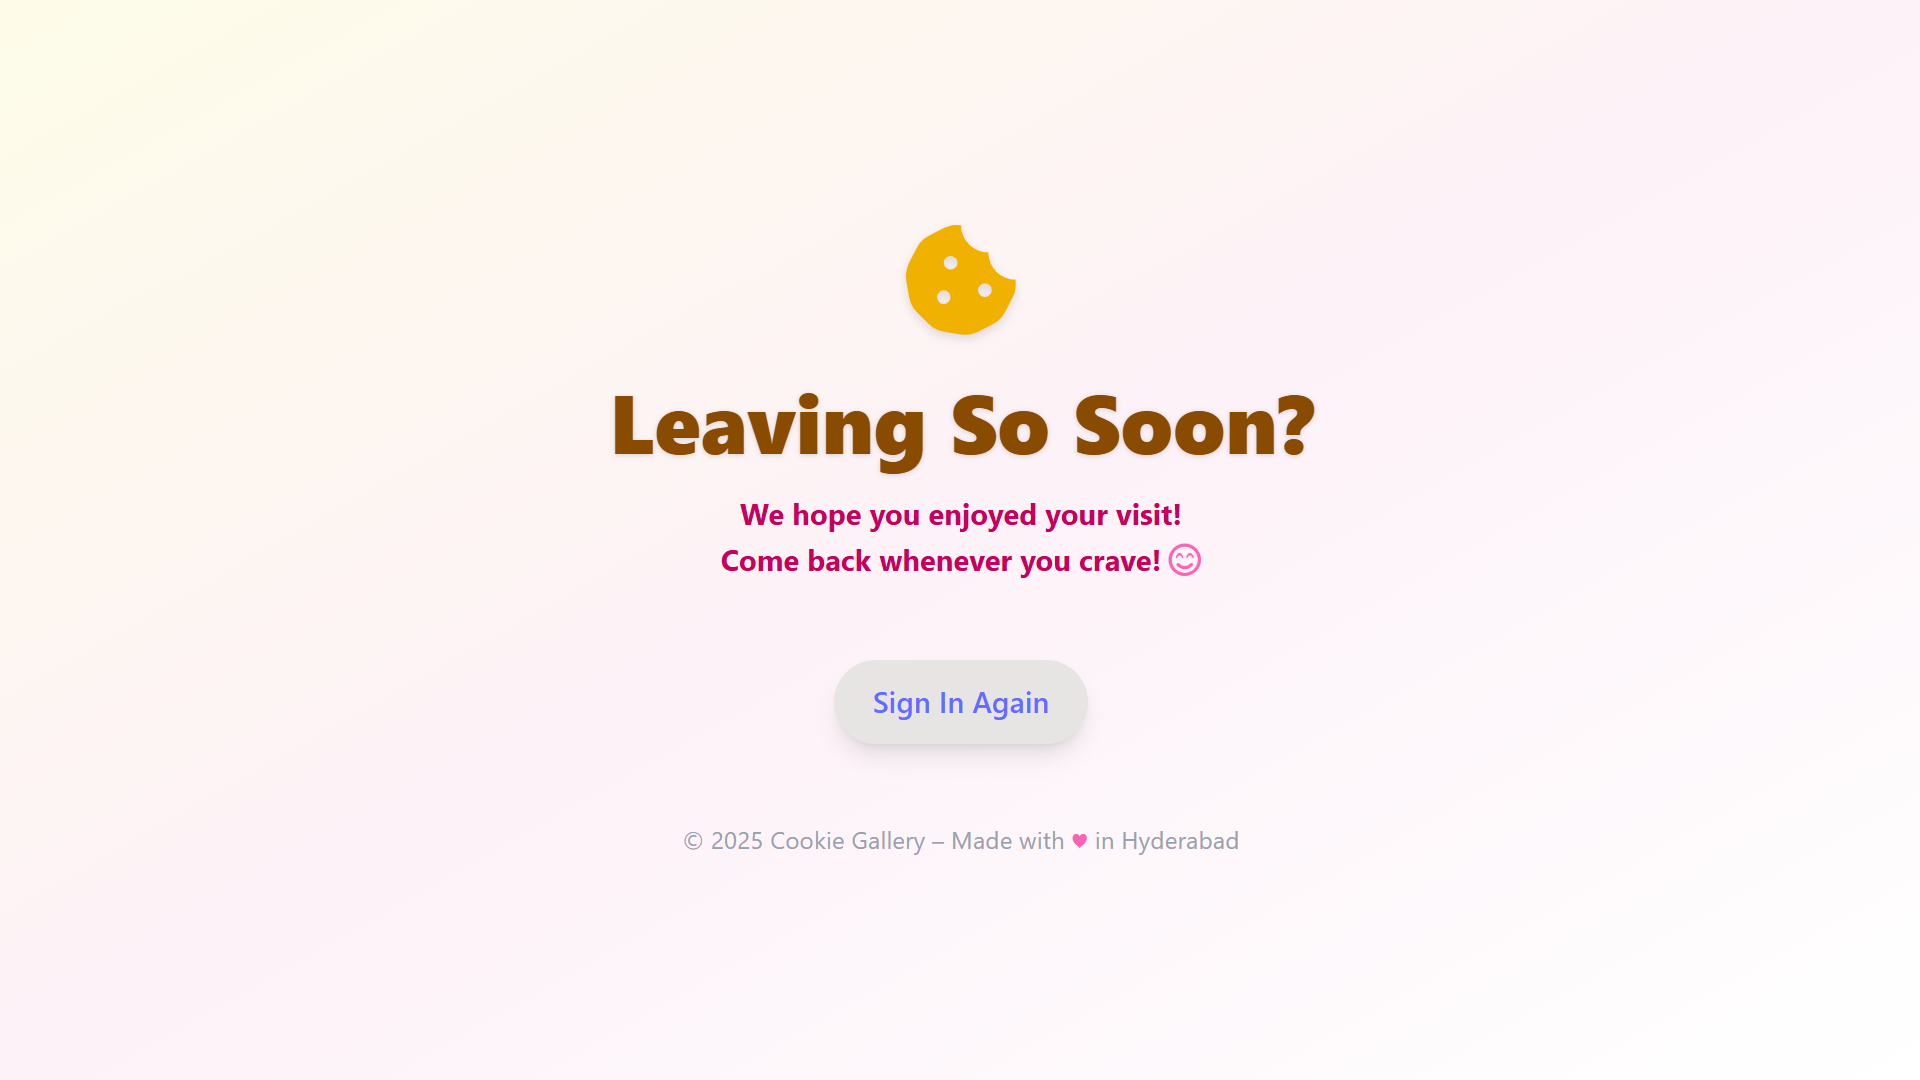 Leaving So Soon?
We hope you enjoyed your visit!
Come back whenever you crave! 😊
Sign In Again
© 2025 Cookie Gallery – Made with ♥ in Hyderabad